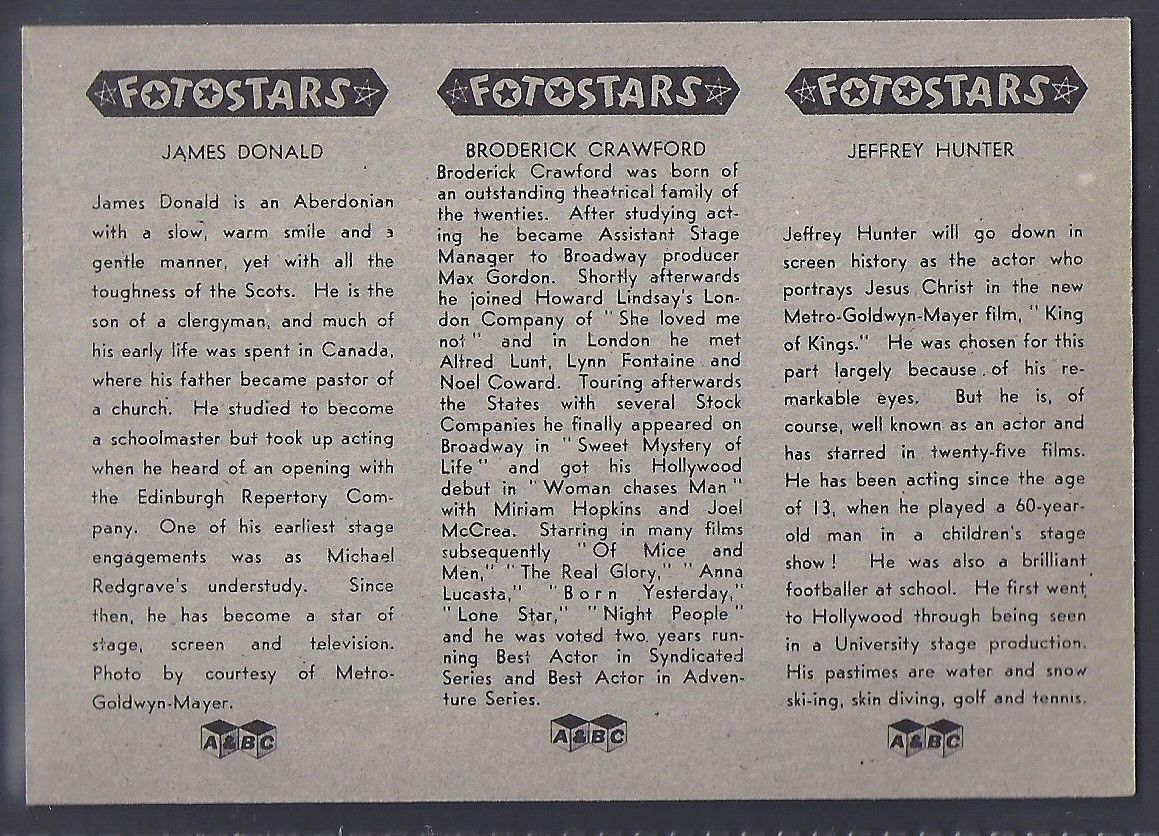 FOTOSTARS
JAMES DONALD
James Donald is an Aberdonian
with a slow, warm smile and a
gentle manner, yet with all the
toughness of the Scots. He is the
son of a clergyman, and much of
his early life was spent in Canada,
where his father became pastor of
a church. He studied to become
a schoolmaster but took up acting
when he heard of an opening with
the Edinburgh Repertory Com-
pany. One of his earliest stage
engagements was as Michael
Redgrave's understudy. Since
then, he has become a star of
stage, screen and television.
Photo by courtesy of Metro-
Goldwyn-Mayer.
A&BC
FOTOSTARS
BRODERICK CRAWFORD
Broderick Crawford was born of
an outstanding theatrical family of
the twenties. After studying act-
ing he became Assistant Stage
Manager to Broadway producer
Max Gordon. Shortly afterwards
he joined Howard Lindsay's Lon-
don Company of "She loved me
not" and in London he met
Alfred Lunt, Lynn Fontaine and
Noel Coward. Touring afterwards
the States with several Stock
Companies he finally appeared on
Broadway in "Sweet Mystery of
Life" and got his Hollywood
debut in "Woman chases Man"
with Miriam Hopkins and Joel
McCrea. Starring in many films
subsequently "Of Mice and
Men," "The Real Glory," "Anna
Lucasta," "Born Yesterday,"
"Lone Star," "Night People"
and he was voted two years run-
ning Best Actor in Syndicated
Series and Best Actor in Adven-
ture Series.
A&BC
FOTOSTARS
JEFFREY HUNTER
Jeffrey Hunter will go down in
screen history as the actor who
portrays Jesus Christ in the new
Metro-Goldwyn-Mayer film, "King
of Kings." He was chosen for this
part largely because of his re-
markable eyes. But he is, of
course, well known as an actor and
has starred in twenty-five films.
He has been acting since the age
of 13, when he played a 60-year-
old man in a children's stage
show! He was also a brilliant
footballer at school. He first went
to Hollywood through being seen
in a University stage production.
His pastimes are water and snow
ski-ing, skin diving, golf and tennis.
A&BC